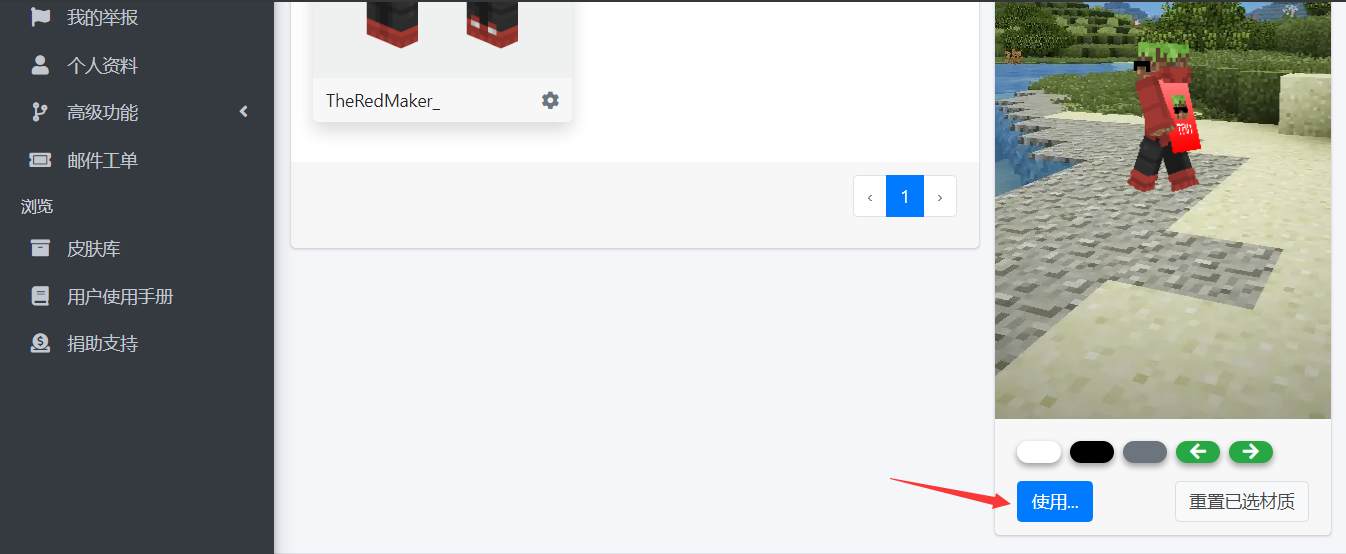 我的举报
个人资料
高级功能
邮件工单
浏览
皮肤库
用户使用手册
捐助支持
TheRedMaker_
‹ 1 ›
使用...
重置已选材质